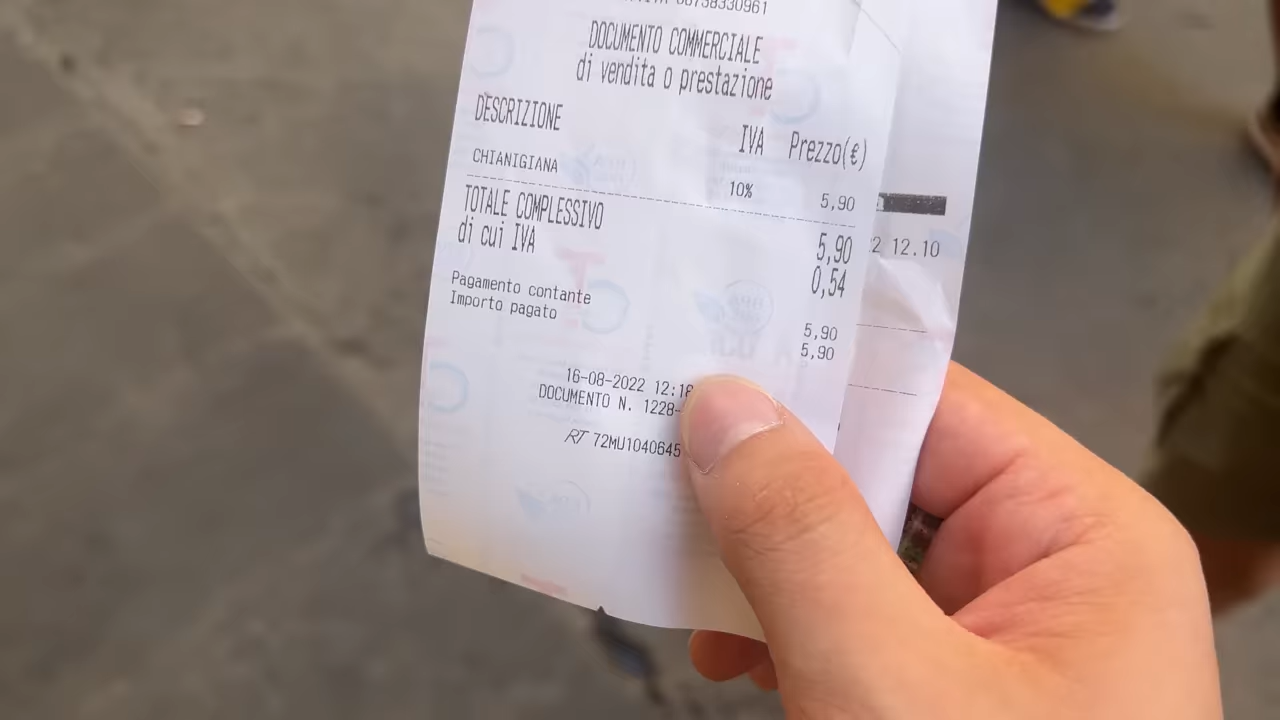 DOCUMENTO COMMERCIALE
di vendita o prestazione
DESCRIZIONE IVA Prezzo(€)
CHIANIGIANA 10% 5,90
TOTALE COMPLESSIVO 5,90
di cui IVA 0,54
Pagamento contante 5,90
Importo pagato 5,90
16-08-2022 12:18
DOCUMENTO N. 1228-
RT 72MU1040645
12.10